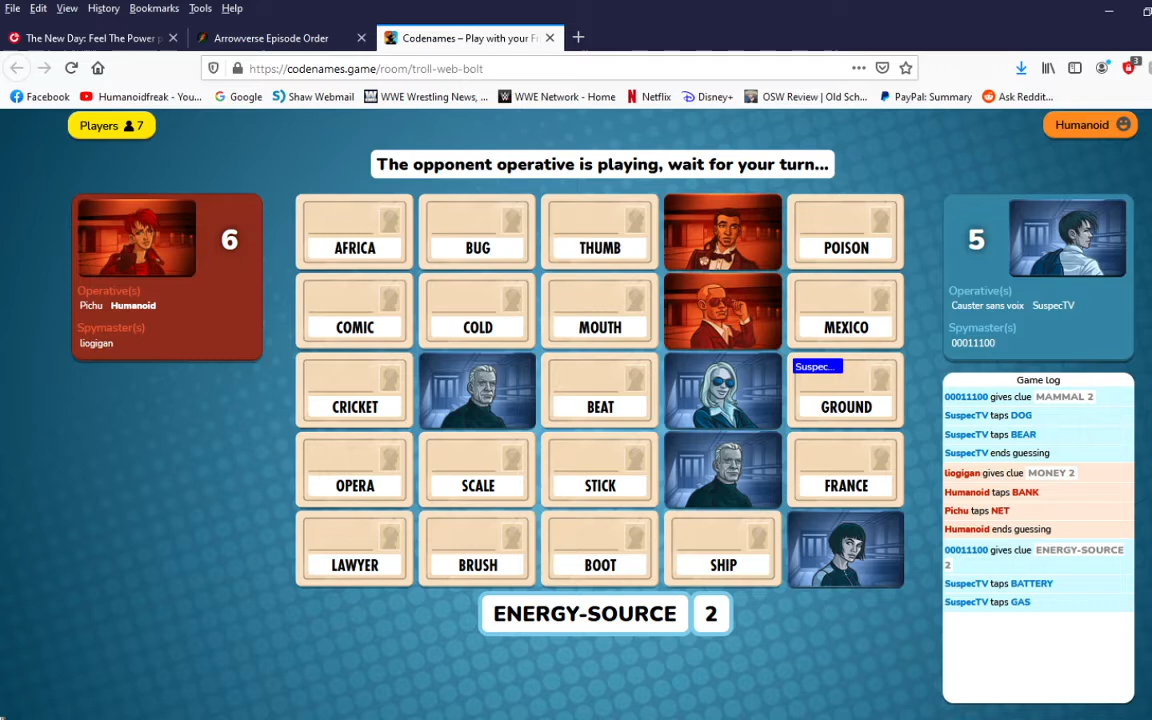 File Edit View History Bookmarks Tools Help
The New Day: Feel The Power p
Arrowverse Episode Order
Codenames – Play with your Fr
https://codenames.game/room/troll-web-bolt
3
Facebook
Humanoidfreak - You...
Google
Shaw Webmail
WWE Wrestling News, ...
WWE Network - Home
Netflix
Disney+
OSW Review | Old Sch...
PayPal: Summary
Ask Reddit...
Players 7
Humanoid
The opponent operative is playing, wait for your turn...
6
Operative(s)
Pichu Humanoid
Spymaster(s)
liogigan
AFRICA
BUG
THUMB
POISON
COMIC
COLD
MOUTH
MEXICO
CRICKET
BEAT
Suspec...
GROUND
OPERA
SCALE
STICK
FRANCE
LAWYER
BRUSH
BOOT
SHIP
ENERGY-SOURCE 2
5
Operative(s)
Causter sans voix SuspecTV
Spymaster(s)
00011100
Game log
00011100 gives clue MAMMAL 2
SuspecTV taps DOG
SuspecTV taps BEAR
SuspecTV ends guessing
liogigan gives clue MONEY 2
Humanoid taps BANK
Pichu taps NET
Humanoid ends guessing
00011100 gives clue ENERGY-SOURCE
2
SuspecTV taps BATTERY
SuspecTV taps GAS